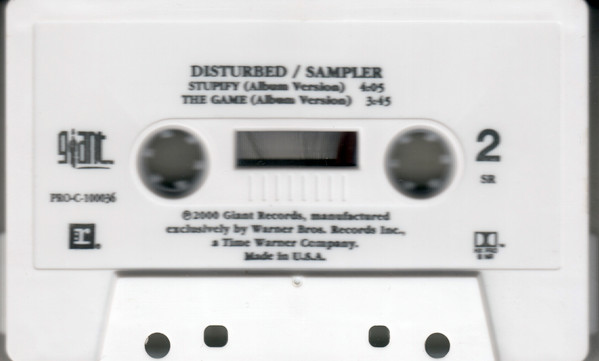 DISTURBED / SAMPLER
STUPIFY (Album Version) 4:05
THE GAME (Album Version) 3:45
giant
2
SR
PRO-C-100036
℗2000 Giant Records, manufactured
exclusively by Warner Bros. Records Inc.,
a Time Warner Company.
Made in U.S.A.
r